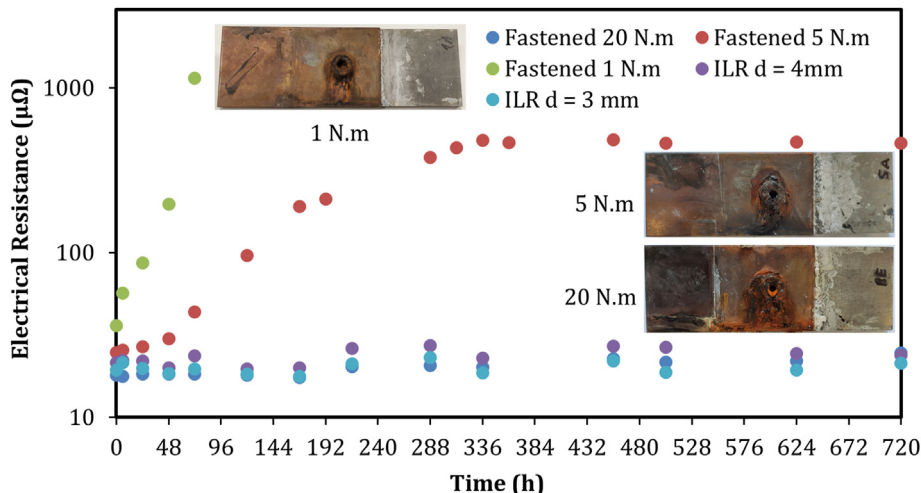 Fastened 20 N.m
Fastened 5 N.m
Fastened 1 N.m
ILR d = 4mm
ILR d = 3 mm
1 N.m
5 N.m
5A
20 N.m
Electrical Resistance (μΩ)
1000
100
10
0 48 96 144 192 240 288 336 384 432 480 528 576 624 672 720
Time (h)